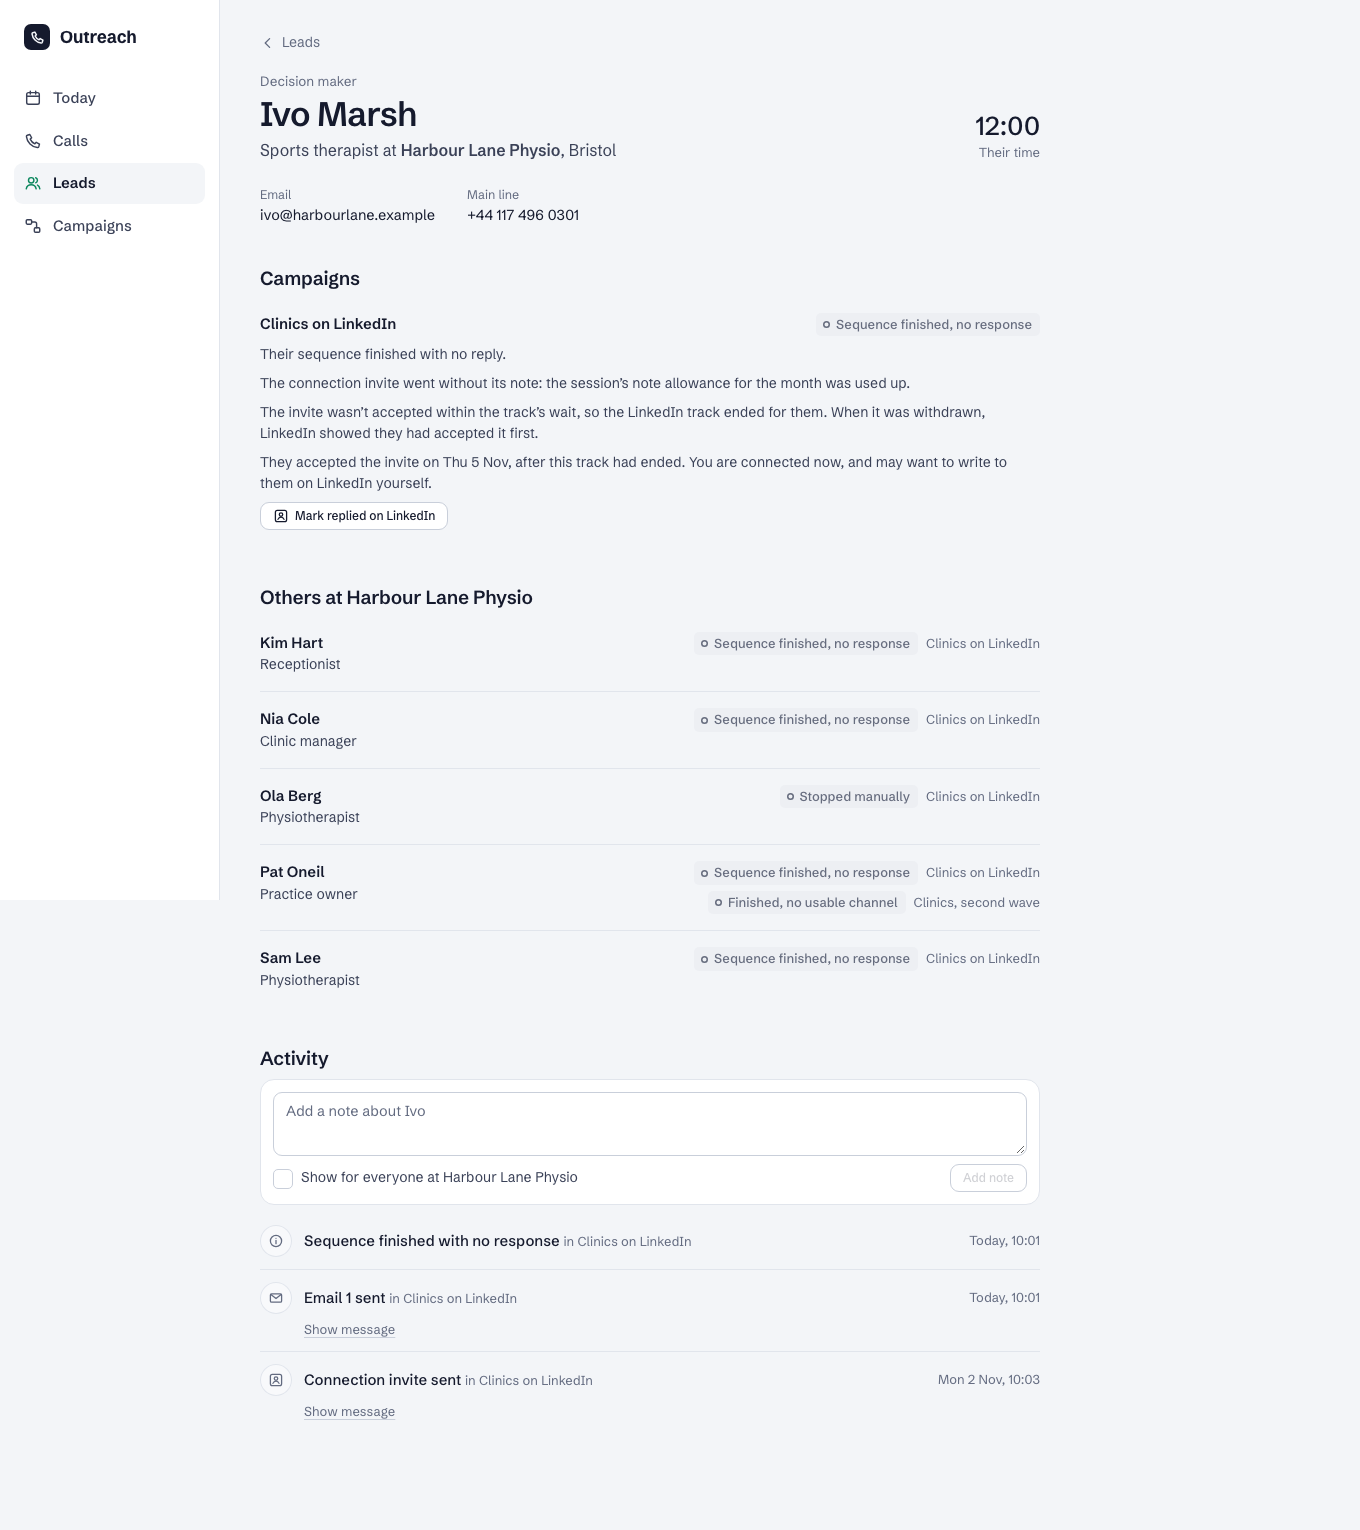 Outreach
Today
Calls
Leads
Campaigns
Leads
Decision maker
Ivo Marsh
Sports therapist at Harbour Lane Physio, Bristol
12:00
Their time
Email
ivo@harbourlane.example
Main line
+44 117 496 0301
Campaigns
Clinics on LinkedIn
Sequence finished, no response
Their sequence finished with no reply.
The connection invite went without its note: the session’s note allowance for the month was used up.
The invite wasn’t accepted within the track’s wait, so the LinkedIn track ended for them. When it was withdrawn,
LinkedIn showed they had accepted it first.
They accepted the invite on Thu 5 Nov, after this track had ended. You are connected now, and may want to write to
them on LinkedIn yourself.
Mark replied on LinkedIn
Others at Harbour Lane Physio
Kim Hart
Sequence finished, no response Clinics on LinkedIn
Receptionist
Nia Cole
Sequence finished, no response Clinics on LinkedIn
Clinic manager
Ola Berg
Stopped manually Clinics on LinkedIn
Physiotherapist
Pat Oneil
Sequence finished, no response Clinics on LinkedIn
Practice owner
Finished, no usable channel Clinics, second wave
Sam Lee
Sequence finished, no response Clinics on LinkedIn
Physiotherapist
Activity
Add a note about Ivo
Show for everyone at Harbour Lane Physio
Add note
Sequence finished with no response in Clinics on LinkedIn
Today, 10:01
Email 1 sent in Clinics on LinkedIn
Today, 10:01
Show message
Connection invite sent in Clinics on LinkedIn
Mon 2 Nov, 10:03
Show message